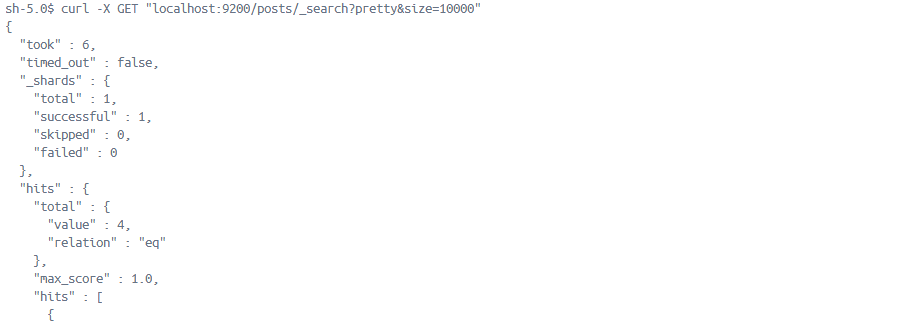 sh-5.0$ curl -X GET "localhost:9200/posts/_search?pretty&size=10000"
{
  "took" : 6,
  "timed_out" : false,
  "_shards" : {
    "total" : 1,
    "successful" : 1,
    "skipped" : 0,
    "failed" : 0
  },
  "hits" : {
    "total" : {
      "value" : 4,
      "relation" : "eq"
    },
    "max_score" : 1.0,
    "hits" : [
      {